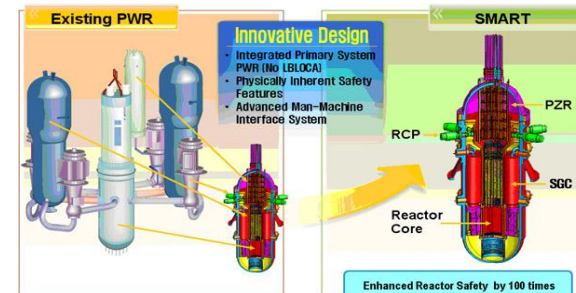 Existing PWR
Innovative Design
• Integrated Primary System
PWR (No LBLOCA)
• Physically Inherent Safety
Features
• Advanced Man-Machine
Interface System
SMART
PZR
RCP
SGC
Reactor
Core
Enhanced Reactor Safety by 100 times